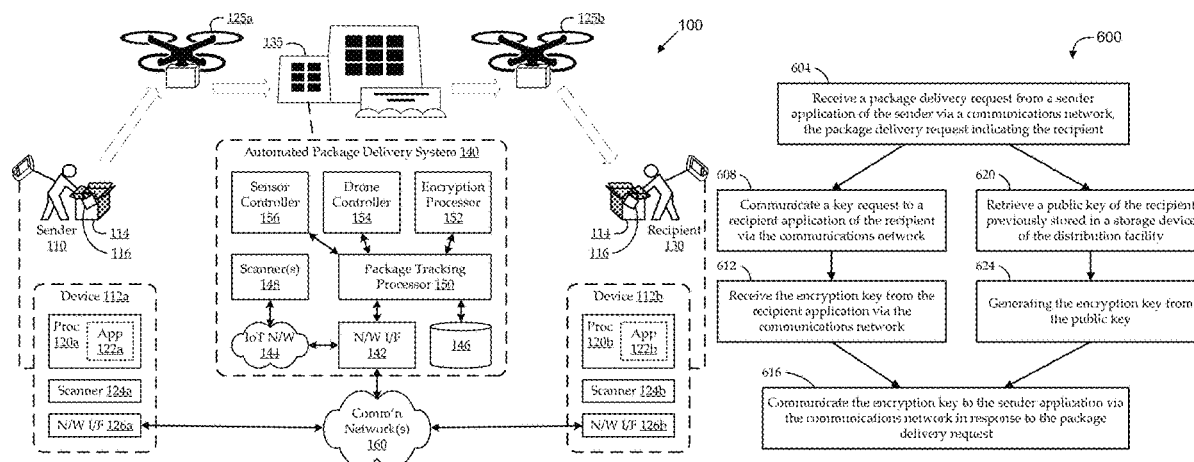 125a
135
125b
100
Automated Package Delivery System 140
Sensor
Controller
156
Drone
Controller
154
Encryption
Processor
152
Scanner(s)
148
Package Tracking
Processor 150
IoT N/W
144
N/W I/F
142
146
Sender
110
114
116
114
116
Recipient
130
Device 112a
Proc
120a
App
122a
Scanner 124a
N/W I/F 126a
Comm'n
Network(s)
160
Device 112b
Proc
120b
App
122b
Scanner 124b
N/W I/F 126b
600
604
Receive a package delivery request from a sender
application of the sender via a communications network,
the package delivery request indicating the recipient
608
Communicate a key request to a
recipient application of the recipient
via the communications network
620
Retrieve a public key of the recipient
previously stored in a storage device
of the distribution facility
612
Receive the encryption key from the
recipient application via the
communications network
624
Generating the encryption key from
the public key
616
Communicate the encryption key to the sender application via
the communications network in response to the package
delivery request